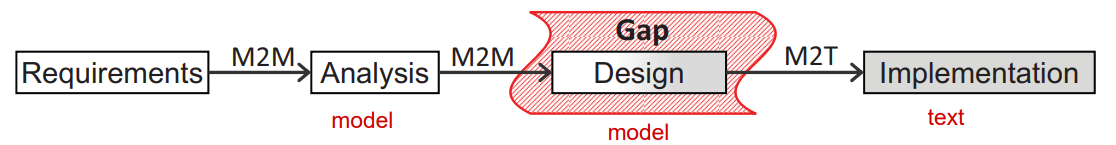 Gap
Requirements M2M Analysis M2M Design M2T Implementation
model model text